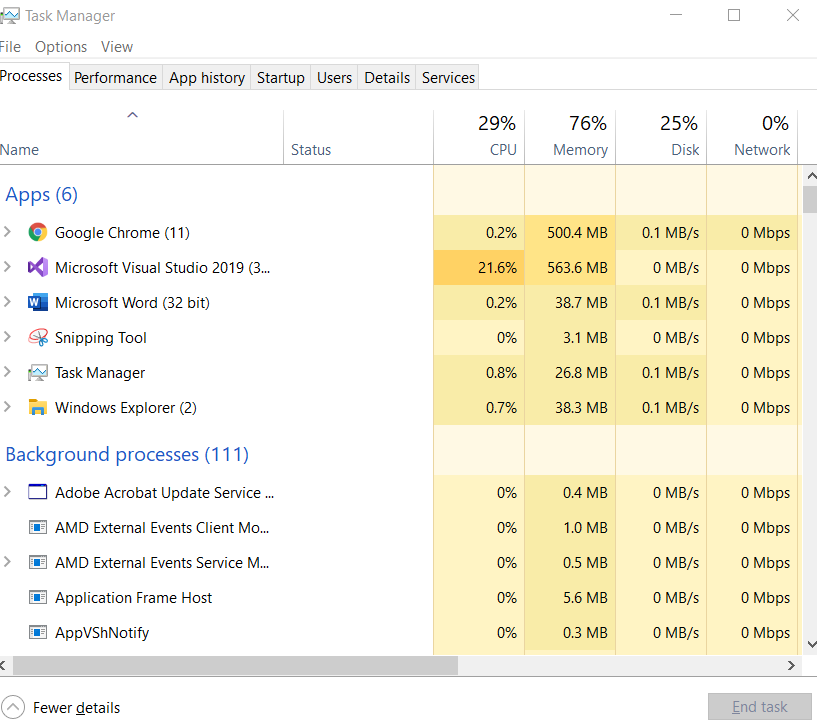 Task Manager
File Options View
Processes Performance App history Startup Users Details Services
29% 76% 25% 0%
Name Status CPU Memory Disk Network
Apps (6)
Google Chrome (11) 0.2% 500.4 MB 0.1 MB/s 0 Mbps
Microsoft Visual Studio 2019 (3... 21.6% 563.6 MB 0 MB/s 0 Mbps
Microsoft Word (32 bit) 0.2% 38.7 MB 0.1 MB/s 0 Mbps
Snipping Tool 0% 3.1 MB 0 MB/s 0 Mbps
Task Manager 0.8% 26.8 MB 0.1 MB/s 0 Mbps
Windows Explorer (2) 0.7% 38.3 MB 0.1 MB/s 0 Mbps
Background processes (111)
Adobe Acrobat Update Service ... 0% 0.4 MB 0 MB/s 0 Mbps
AMD External Events Client Mo... 0% 1.0 MB 0 MB/s 0 Mbps
AMD External Events Service M... 0% 0.5 MB 0 MB/s 0 Mbps
Application Frame Host 0% 5.6 MB 0 MB/s 0 Mbps
AppVShNotify 0% 0.3 MB 0 MB/s 0 Mbps
Fewer details End task